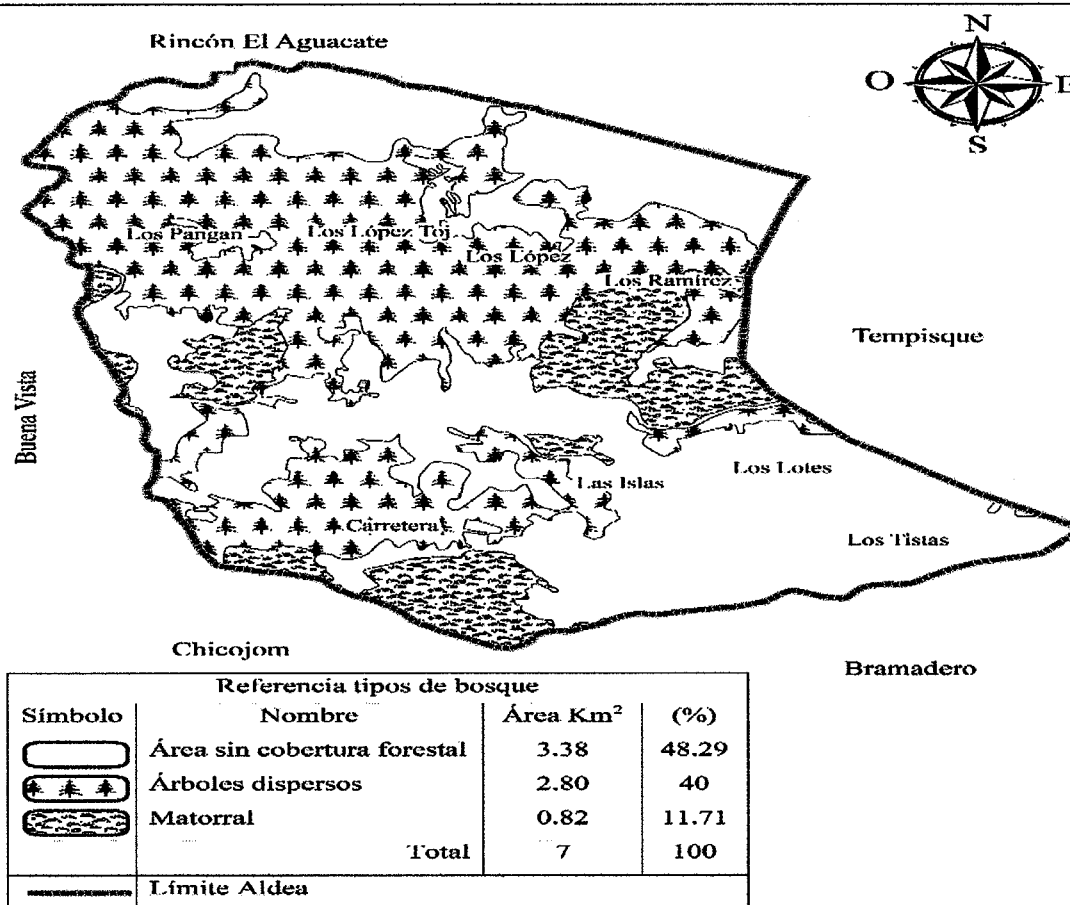 Rincón El Aguacate
N
O
E
S
Los Pangan
Los López Toj
Los López
Los Ramírez
Tempisque
Buena Vista
Las Islas
Los Lotes
Carretera
Los Tistas
Chicojom
Bramadero
Referencia tipos de bosque
Símbolo Nombre Área Km² (%)
Área sin cobertura forestal 3.38 48.29
Árboles dispersos 2.80 40
Matorral 0.82 11.71
Total 7 100
Límite Aldea